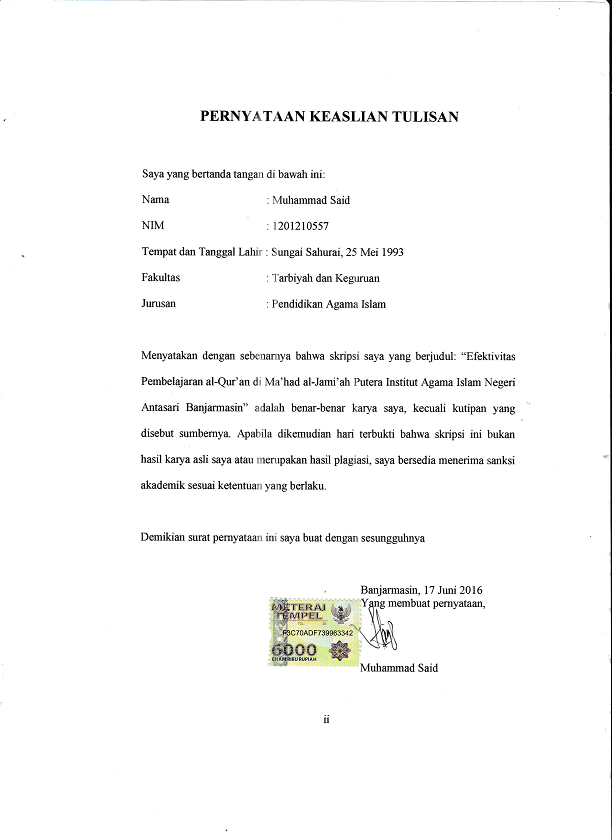 PERNYATAAN KEASLIAN TULISAN
Saya yang bertanda tangan di bawah ini:
Nama : Muhammad Said
NIM : 1201210557
Tempat dan Tanggal Lahir : Sungai Sahurai, 25 Mei 1993
Fakultas : Tarbiyah dan Keguruan
Jurusan : Pendidikan Agama Islam
Menyatakan dengan sebenarnya bahwa skripsi saya yang berjudul: “Efektivitas
Pembelajaran al-Qur’an di Ma’had al-Jami’ah Putera Institut Agama Islam Negeri
Antasari Banjarmasin” adalah benar-benar karya saya, kecuali kutipan yang
disebut sumbernya. Apabila dikemudian hari terbukti bahwa skripsi ini bukan
hasil karya asli saya atau merupakan hasil plagiasi, saya bersedia menerima sanksi
akademik sesuai ketentuan yang berlaku.
Demikian surat pernyataan ini saya buat dengan sesungguhnya
Banjarmasin, 17 Juni 2016
Yang membuat pernyataan,
METERAI
TEMPEL
F3C70ADF739963342
6000
ENAM RIBU RUPIAH
Muhammad Said
ii